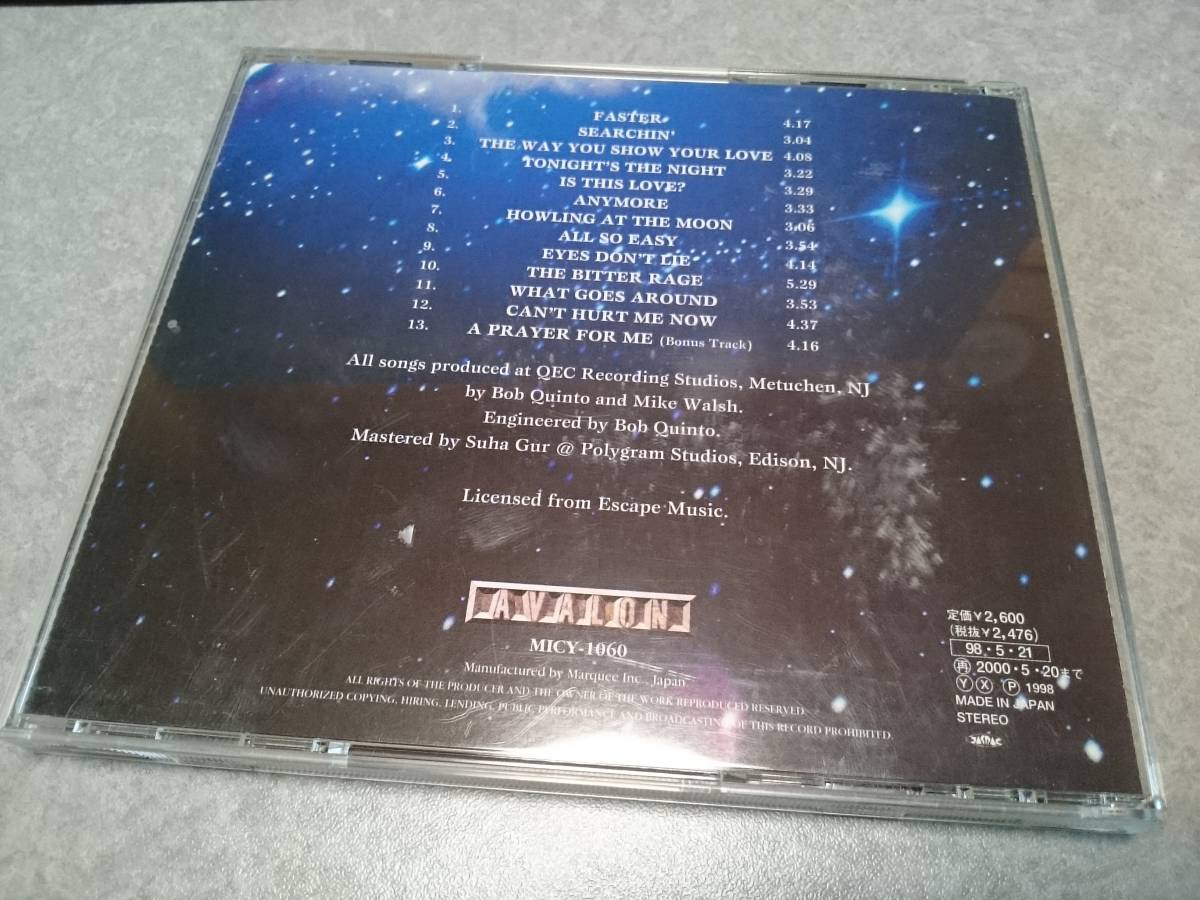 1. FASTER 4.17
2. SEARCHIN' 3.04
3. THE WAY YOU SHOW YOUR LOVE 4.08
4. TONIGHT'S THE NIGHT 3.22
5. IS THIS LOVE? 3.29
6. ANYMORE 3.33
7. HOWLING AT THE MOON 3.06
8. ALL SO EASY 3.54
9. EYES DON'T LIE 4.14
10. THE BITTER RAGE 5.29
11. WHAT GOES AROUND 3.53
12. CAN'T HURT ME NOW 4.37
13. A PRAYER FOR ME (Bonus Track) 4.16
All songs produced at QEC Recording Studios, Metuchen, NJ
by Bob Quinto and Mike Walsh.
Engineered by Bob Quinto.
Mastered by Suha Gur @ Polygram Studios, Edison, NJ.
Licensed from Escape Music.
AVALON
MICY-1060
Manufactured by Marquee Inc., Japan
ALL RIGHTS OF THE PRODUCER AND THE OWNER OF THE WORK REPRODUCED RESERVED.
UNAUTHORIZED COPYING, HIRING, LENDING, PUBLIC PERFORMANCE AND BROADCASTING OF THIS RECORD PROHIBITED.
定価¥2,600
(税抜¥2,476)
98・5・21
再 2000・5・20まで
Ⓨ Ⓧ Ⓟ 1998
MADE IN JAPAN
STEREO
JASRAC